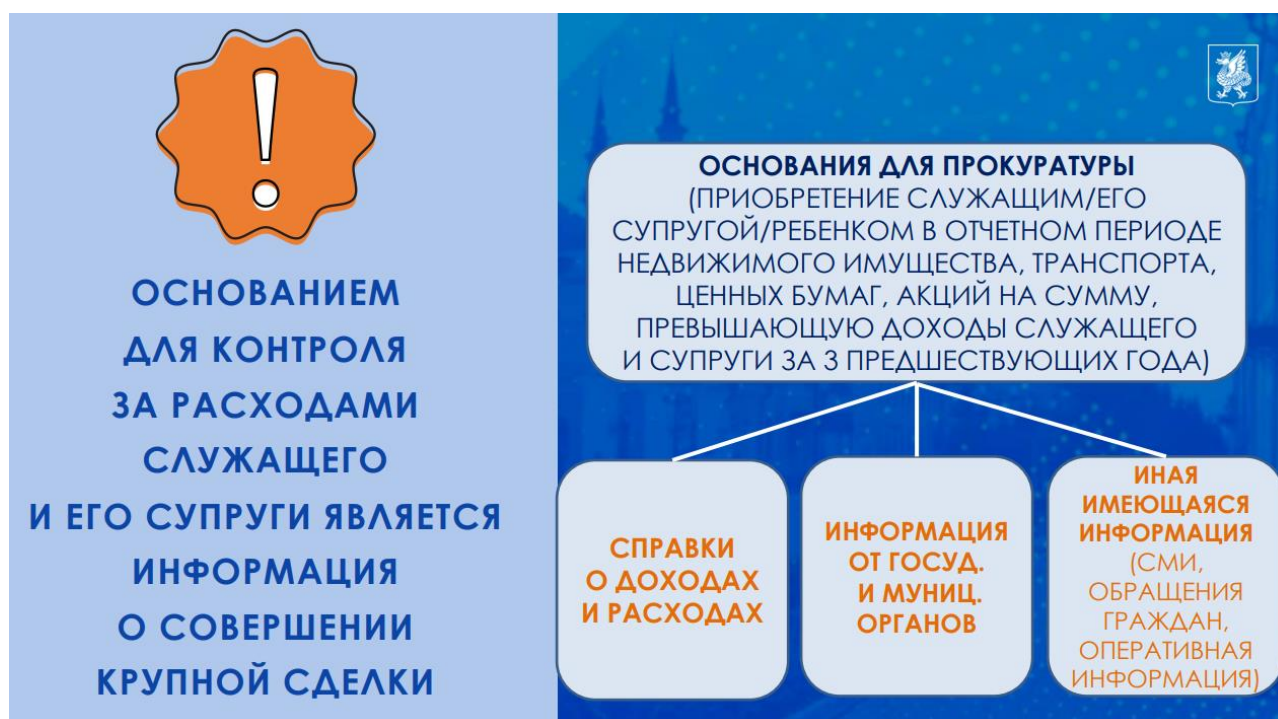 ОСНОВАНИЕМ
ДЛЯ КОНТРОЛЯ
ЗА РАСХОДАМИ
СЛУЖАЩЕГО
И ЕГО СУПРУГИ ЯВЛЯЕТСЯ
ИНФОРМАЦИЯ
О СОВЕРШЕНИИ
КРУПНОЙ СДЕЛКИ
ОСНОВАНИЯ ДЛЯ ПРОКУРАТУРЫ
(ПРИОБРЕТЕНИЕ СЛУЖАЩИМ/ЕГО
СУПРУГОЙ/РЕБЕНКОМ В ОТЧЕТНОМ ПЕРИОДЕ
НЕДВИЖИМОГО ИМУЩЕСТВА, ТРАНСПОРТА,
ЦЕННЫХ БУМАГ, АКЦИЙ НА СУММУ,
ПРЕВЫШАЮЩУЮ ДОХОДЫ СЛУЖАЩЕГО
И СУПРУГИ ЗА 3 ПРЕДШЕСТВУЮЩИХ ГОДА)
СПРАВКИ
О ДОХОДАХ
И РАСХОДАХ
ИНФОРМАЦИЯ
ОТ ГОСУД.
И МУНИЦ.
ОРГАНОВ
ИНАЯ
ИМЕЮЩАЯСЯ
ИНФОРМАЦИЯ
(СМИ,
ОБРАЩЕНИЯ
ГРАЖДАН,
ОПЕРАТИВНАЯ
ИНФОРМАЦИЯ)